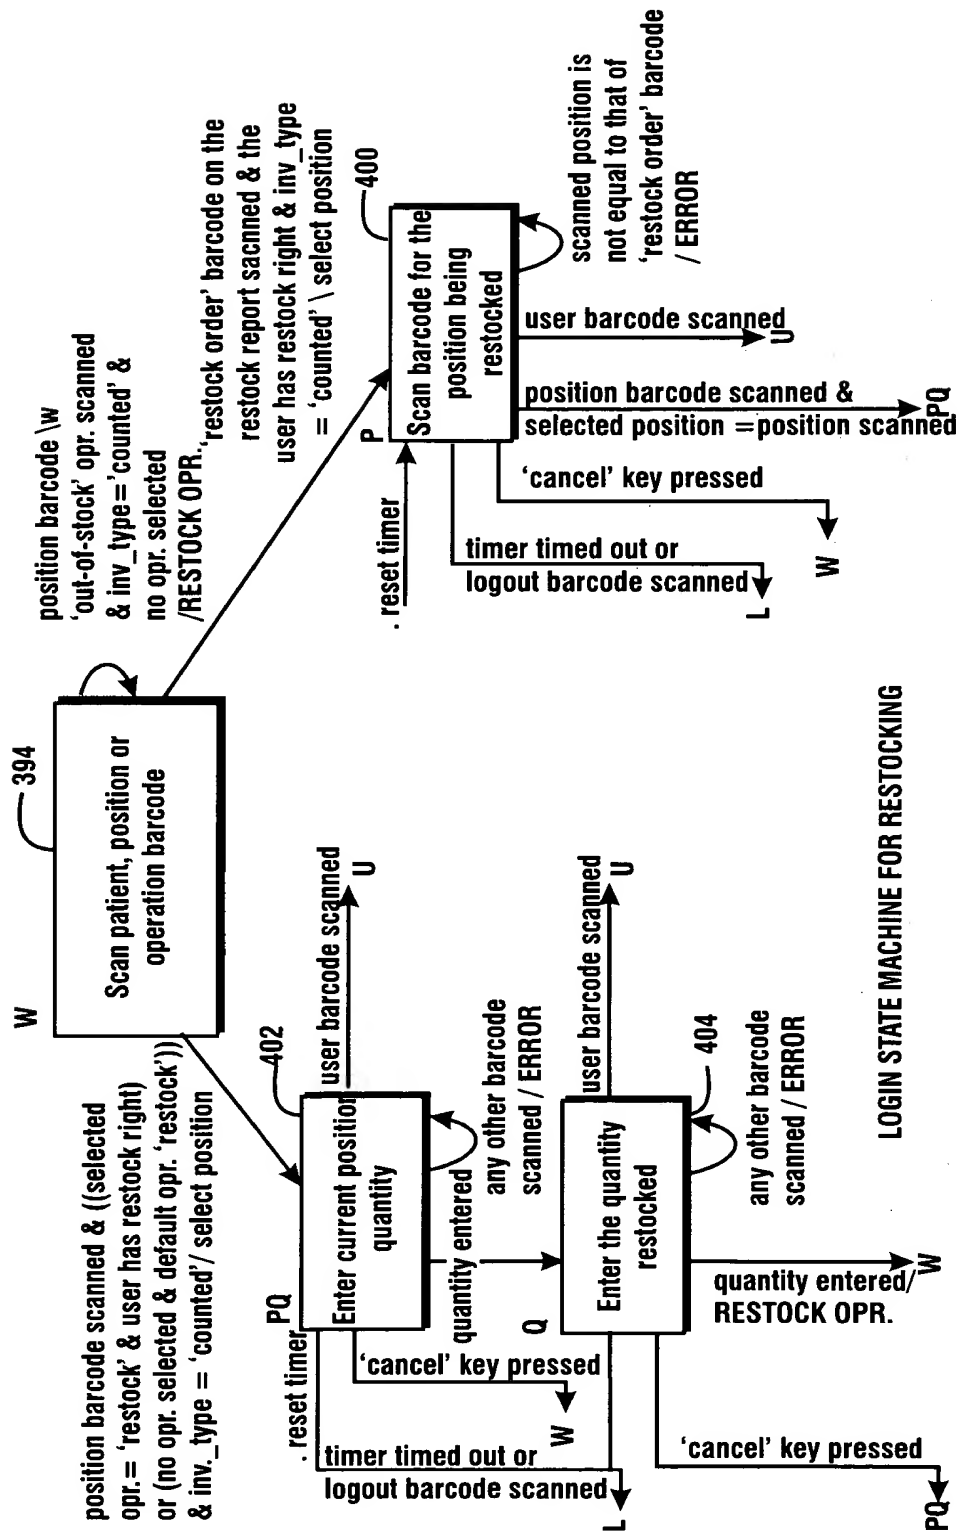 W
394
Scan patient, position or
operation barcode
position barcode \w
'out-of-stock' opr. scanned
& inv_type='counted' &
no opr. selected
/RESTOCK OPR.
'restock order' barcode on the
restock report sacnned & the
user has restock right & inv_type
= 'counted' \ select position
position barcode scanned & ((selected
opr.= 'restock' & user has restock right)
or (no opr. selected & default opr. 'restock'))
& inv._type = 'counted'/ select position
. reset timer
PQ
402
Enter current position
quantity
user barcode scanned
U
any other barcode
scanned / ERROR
quantity entered
'cancel' key pressed
W
timer timed out or
logout barcode scanned
L
Q
404
Enter the quantity
restocked
user barcode scanned
U
any other barcode
scanned / ERROR
quantity entered/
RESTOCK OPR.
W
'cancel' key pressed
PQ
. reset timer
P
400
Scan barcode for the
position being
restocked
scanned position is
not equal to that of
'restock order' barcode
/ ERROR
user barcode scanned
U
position barcode scanned &
selected position =position scanned
PQ
'cancel' key pressed
W
timer timed out or
logout barcode scanned
L
LOGIN STATE MACHINE FOR RESTOCKING